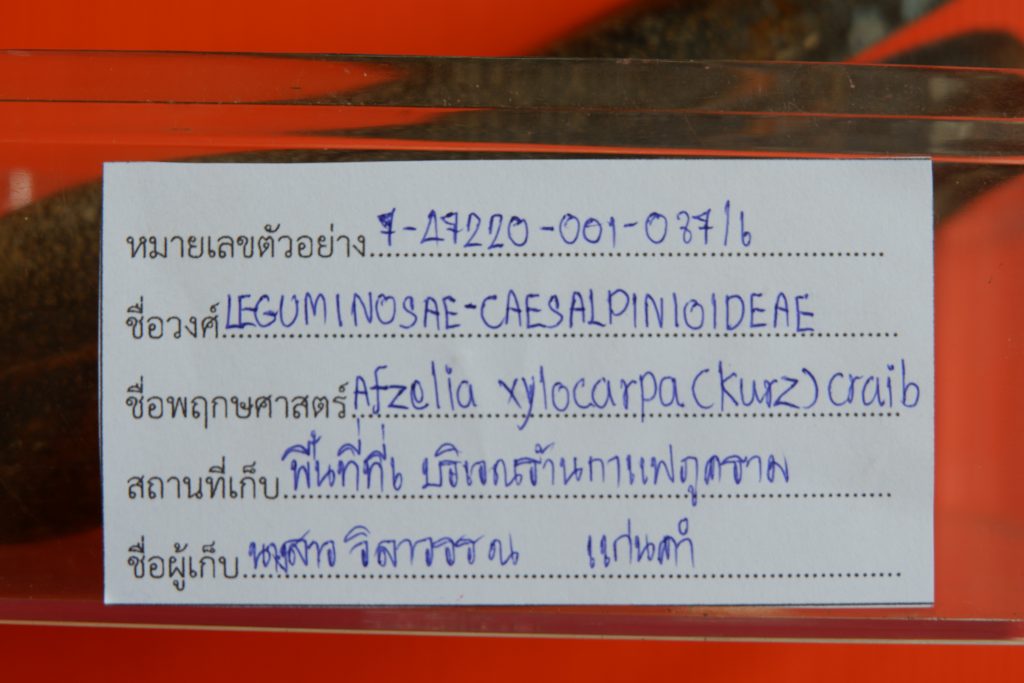 หมายเลขตัวอย่าง 7-47220-001-037/6
ชื่อวงศ์ LEGUMINOSAE-CAESALPINIOIDEAE
ชื่อพฤกษศาสตร์ Afzelia xylocarpa (kurz) craib
สถานที่เก็บ พื้นที่ที่ 6 บริเวณร้านกาแฟภูคราม
ชื่อผู้เก็บ นางสาว วิลาวรรณ แก่นคำ